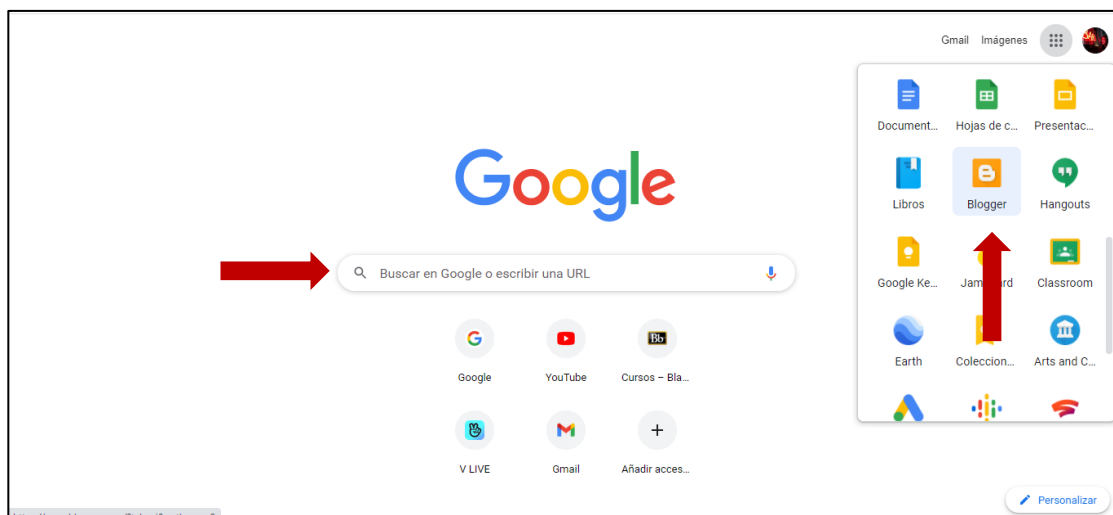 Gmail Imágenes
Document... Hojas de c... Presentac...
Google
Libros Blogger Hangouts
Buscar en Google o escribir una URL
Google Ke... Classroom
Earth Coleccion... Arts and C...
Bb
Google YouTube Cursos – Bla...
V LIVE Gmail Añadir acces...
Personalizar